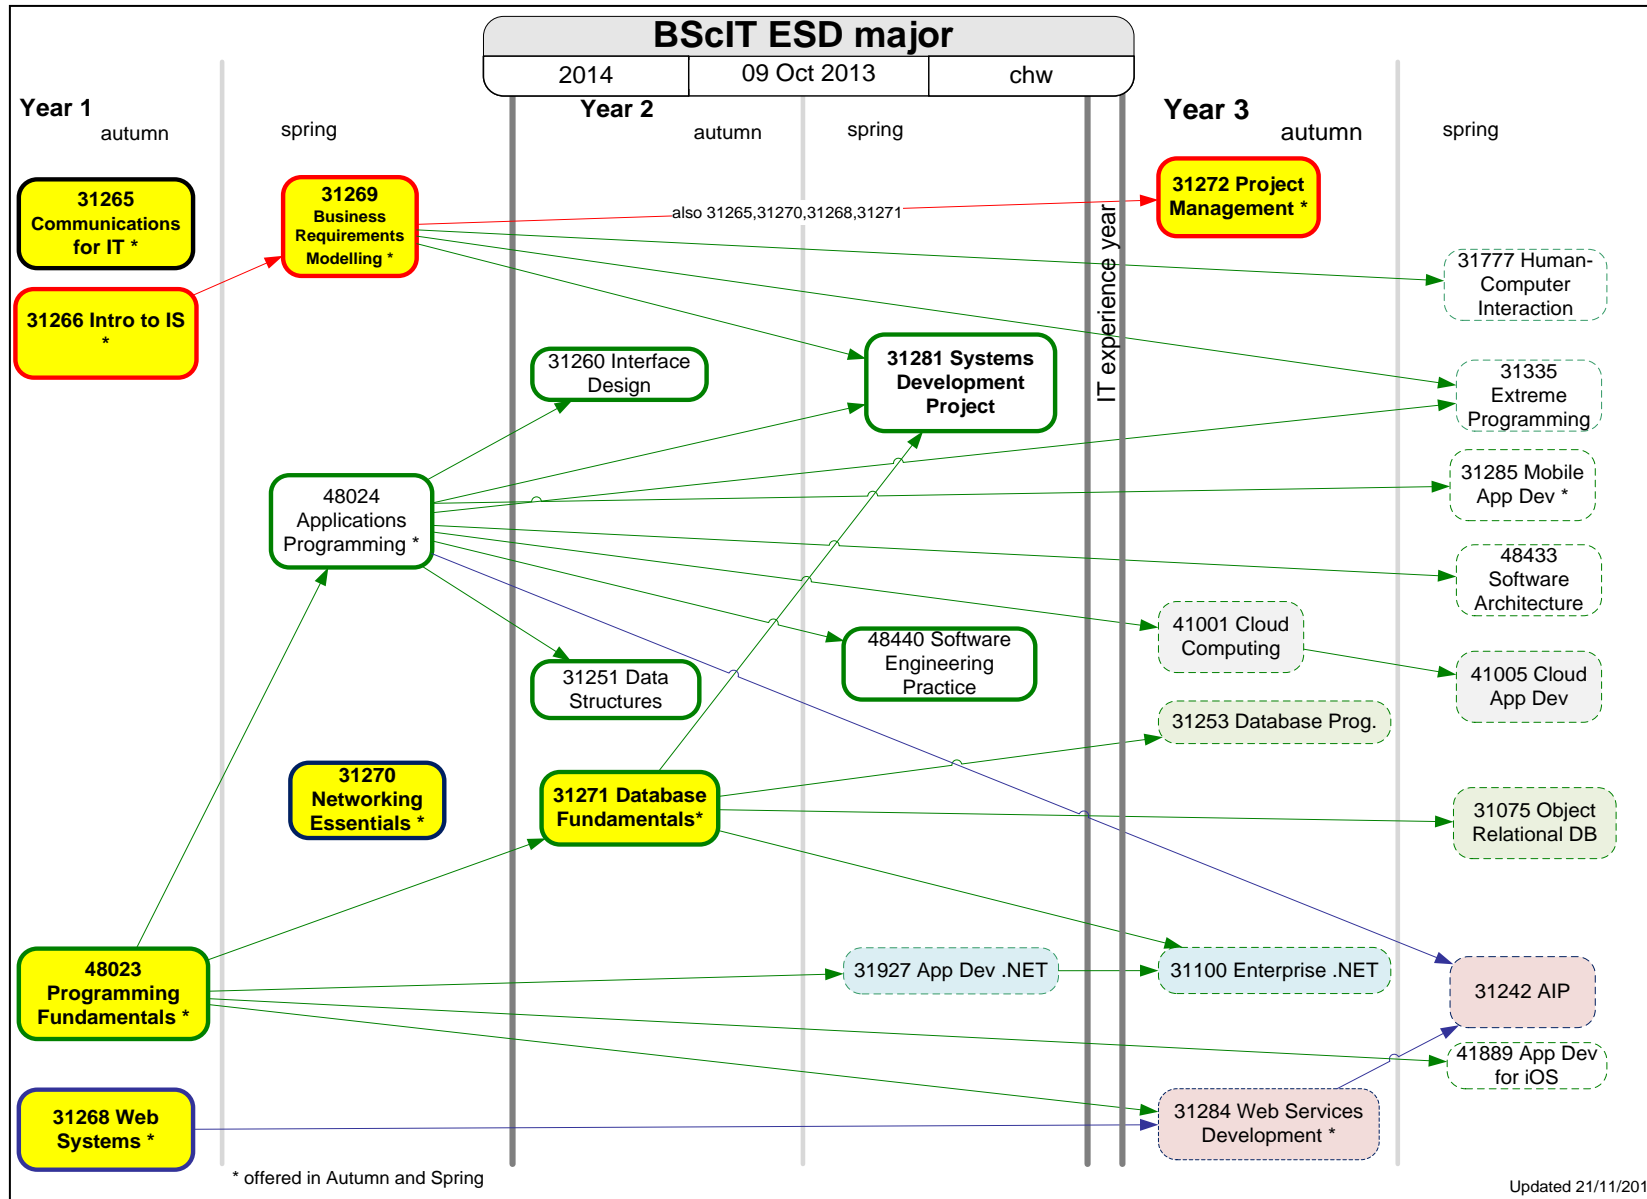 BScIT ESD major
2014
09 Oct 2013
chw
Year 1
autumn
spring
Year 2
autumn
spring
Year 3
autumn
spring
31265
Communications
for IT *
31266 Intro to IS
*
31269
Business
Requirements
Modelling *
also 31265,31270,31268,31271
31272 Project
Management *
IT experience year
31777 Human-
Computer
Interaction
31260 Interface
Design
31281 Systems
Development
Project
31335
Extreme
Programming
48024
Applications
Programming *
31285 Mobile
App Dev *
48433
Software
Architecture
41001 Cloud
Computing
48440 Software
Engineering
Practice
31251 Data
Structures
41005 Cloud
App Dev
31253 Database Prog.
31270
Networking
Essentials *
31271 Database
Fundamentals*
31075 Object
Relational DB
48023
Programming
Fundamentals *
31927 App Dev .NET
31100 Enterprise .NET
31242 AIP
41889 App Dev
for iOS
31268 Web
Systems *
31284 Web Services
Development *
* offered in Autumn and Spring
Updated 21/11/201